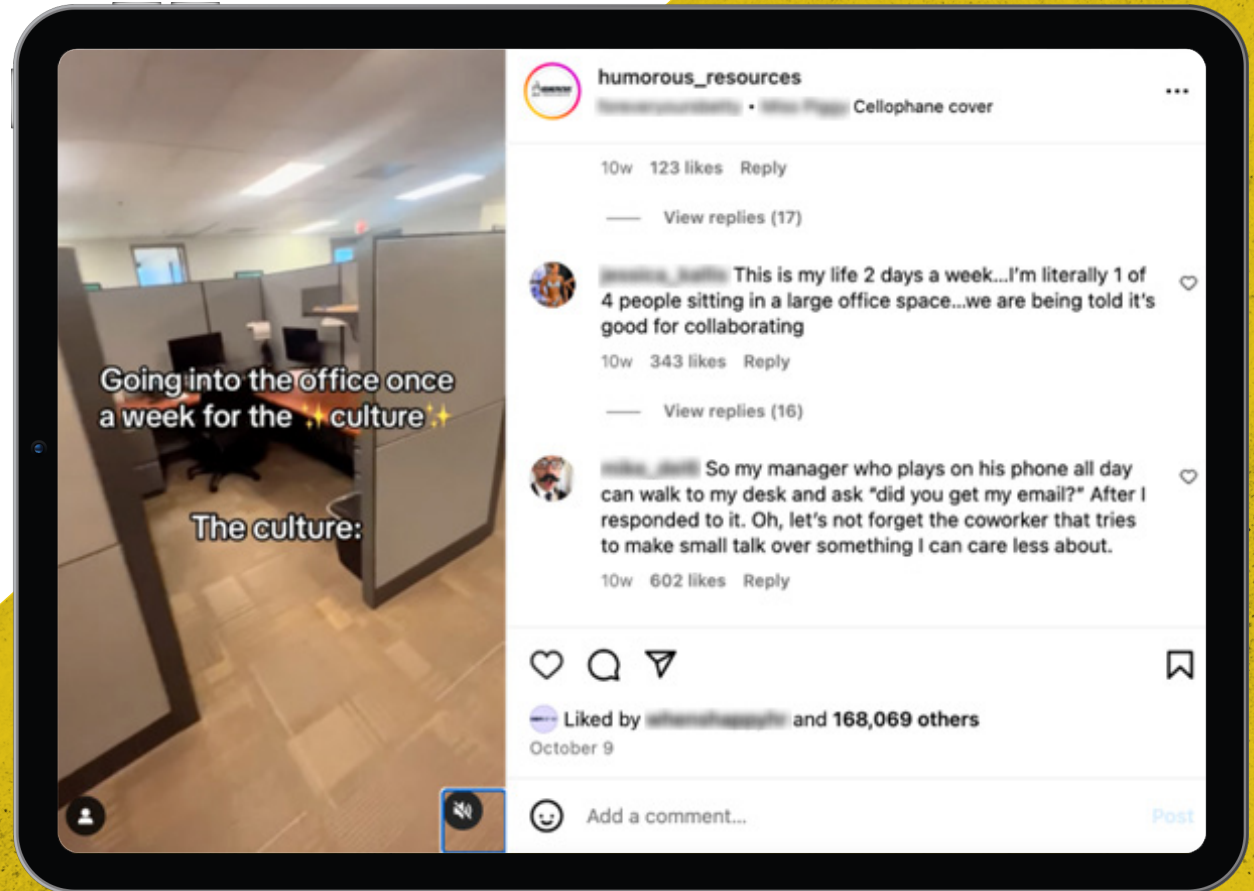 Going into the office once
a week for the ✨culture✨
The culture:
humorous_resources
• Cellophane cover
10w 123 likes Reply
View replies (17)
This is my life 2 days a week...I'm literally 1 of
4 people sitting in a large office space...we are being told it's
good for collaborating
10w 343 likes Reply
View replies (16)
So my manager who plays on his phone all day
can walk to my desk and ask "did you get my email?" After I
responded to it. Oh, let's not forget the coworker that tries
to make small talk over something I can care less about.
10w 602 likes Reply
Liked by and 168,069 others
October 9
Add a comment...
Post